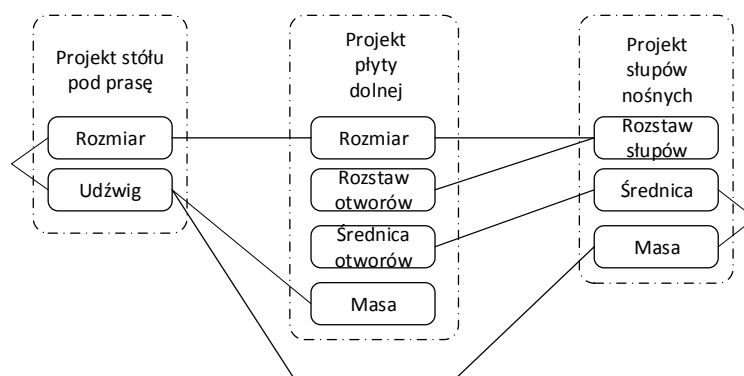 Projekt stółu
pod prasę
Rozmiar
Udźwig
Projekt
płyty
dolnej
Rozmiar
Rozstaw
otworów
Średnica
otworów
Masa
Projekt
słupów
nośnych
Rozstaw
słupów
Średnica
Masa